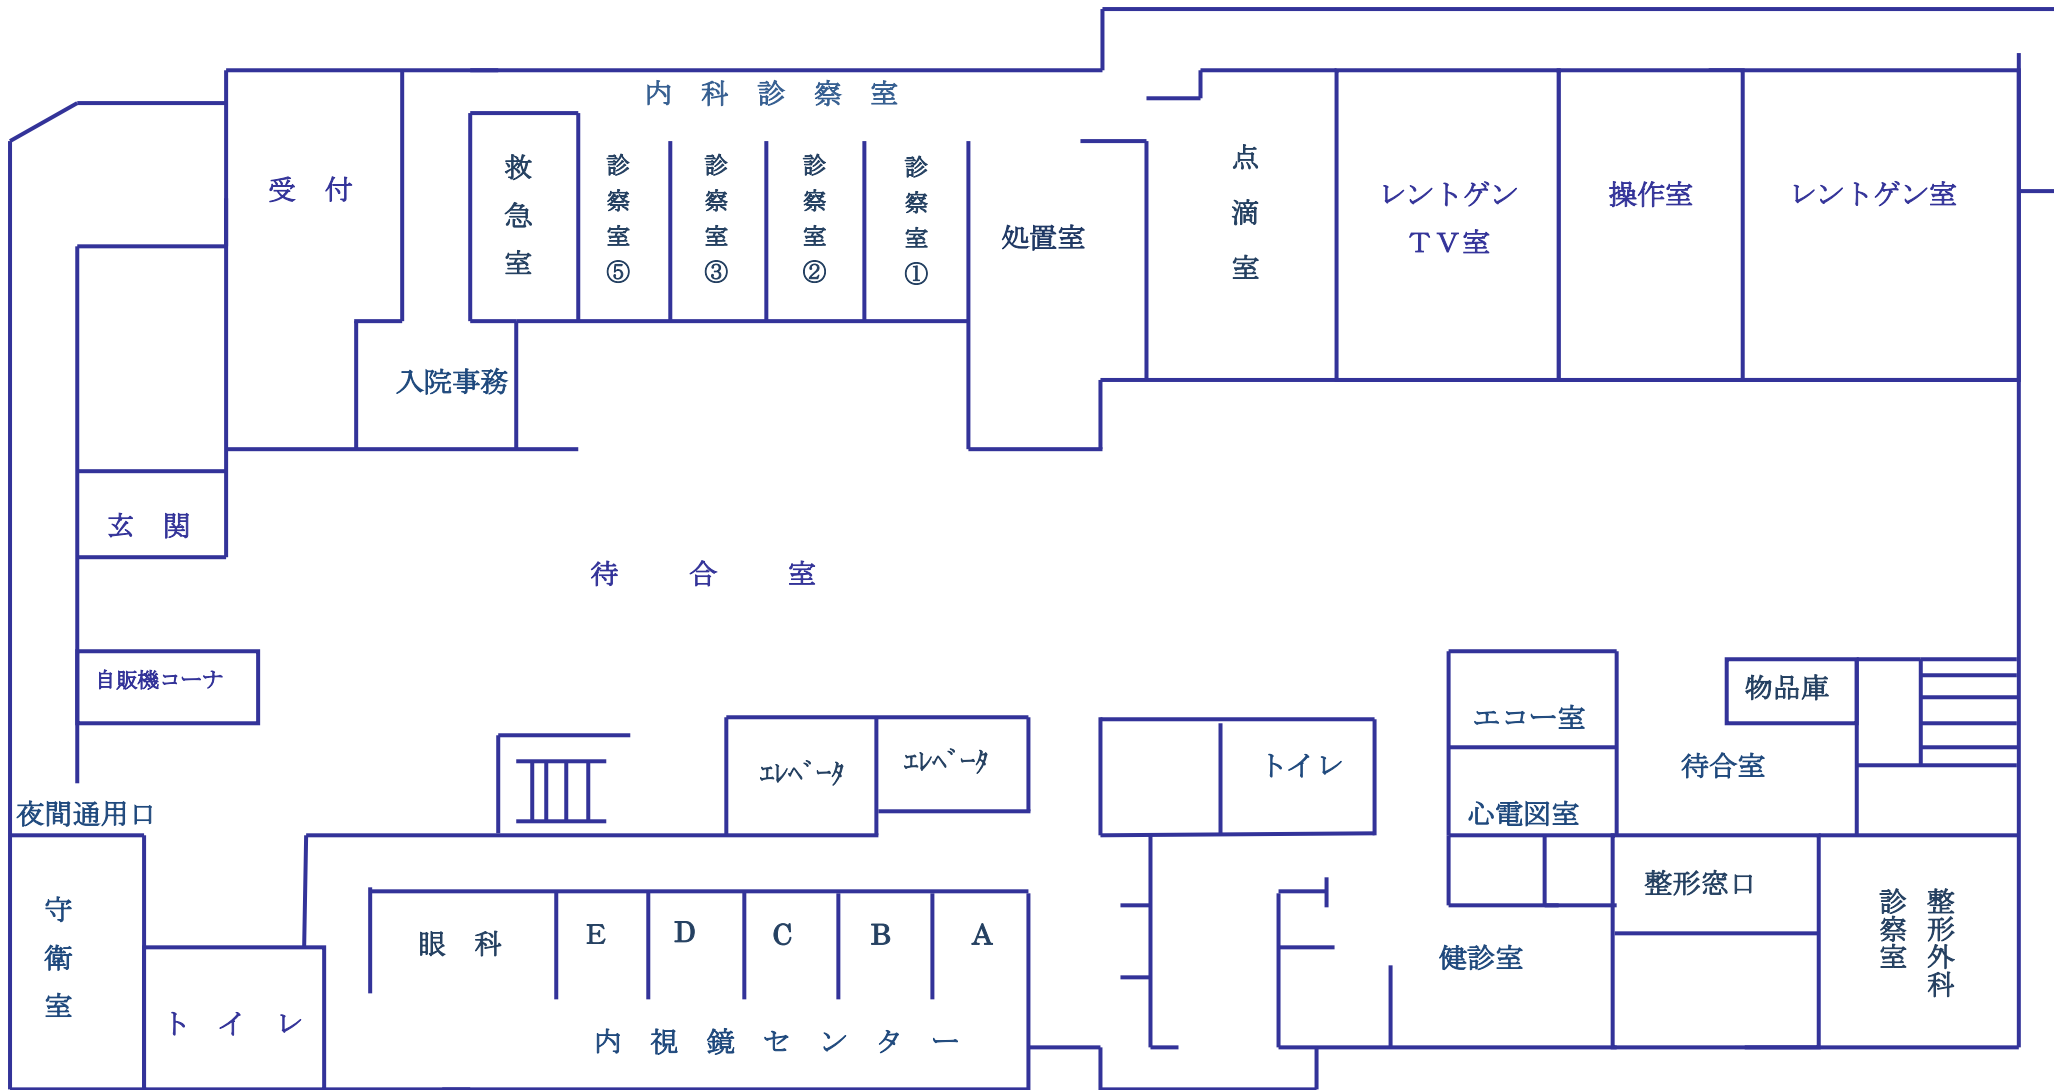 内科診察室
受付
救急室
診察室⑤
診察室③
診察室②
診察室①
処置室
点滴室
レントゲン
ＴＶ室
操作室
レントゲン室
入院事務
玄関
待合室
自販機コーナ
エレベータ
エレベータ
トイレ
エコー室
心電図室
物品庫
待合室
夜間通用口
守衛室
トイレ
眼科
E
D
C
B
A
内視鏡センター
健診室
整形窓口
整形外科
診察室